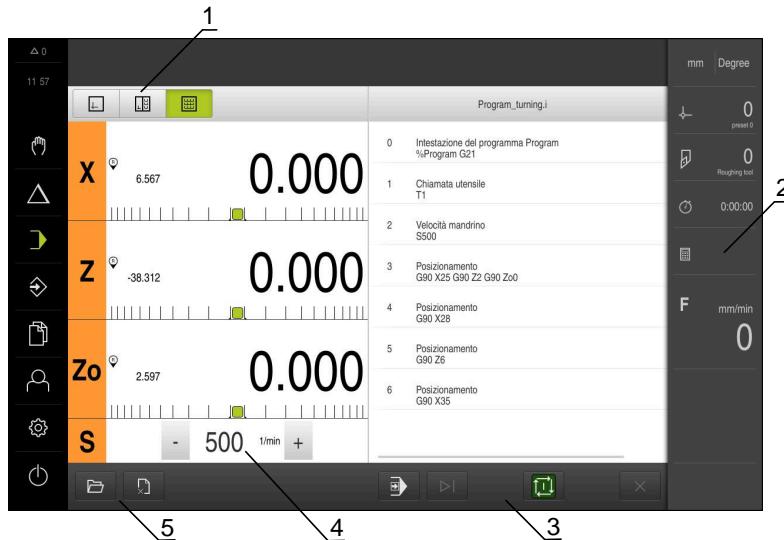 1
0
11 57
mm Degree
Program_turning.i
X
R
6.567
0.000
Z
R
-38.312
0.000
Zo
R
2.597
0.000
S
-
500
1/min
+
0 Intestazione del programma Program
%Program G21
1 Chiamata utensile
T1
2 Velocità mandrino
S500
3 Posizionamento
G90 X25 G90 Z2 G90 Zo0
4 Posizionamento
G90 X28
5 Posizionamento
G90 Z6
6 Posizionamento
G90 X35
0
preset 0
0
Roughing tool
2
0:00:00
F mm/min
0
5
4
3